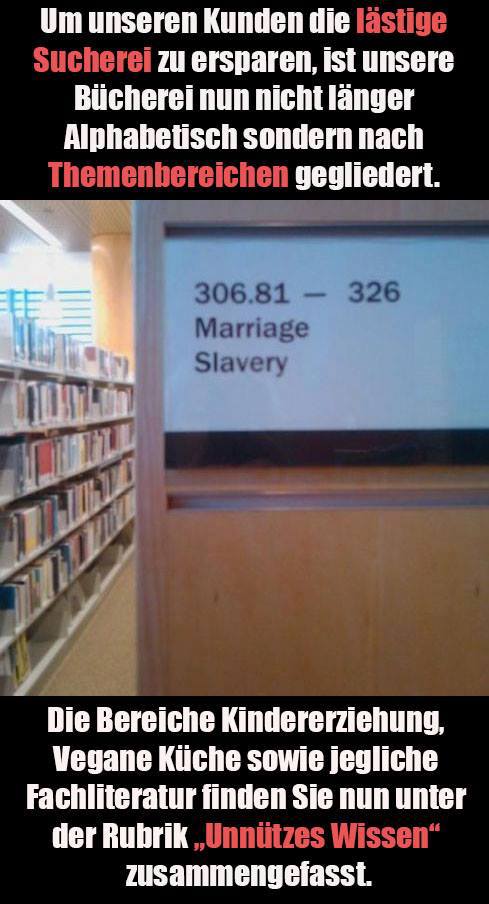 Um unseren Kunden die lästige
Sucherei zu ersparen, ist unsere
Bücherei nun nicht länger
Alphabetisch sondern nach
Themenbereichen gegliedert.
306.81 — 326
Marriage
Slavery
Die Bereiche Kindererziehung,
Vegane Küche sowie jegliche
Fachliteratur finden Sie nun unter
der Rubrik „Unnützes Wissen“
zusammengefasst.